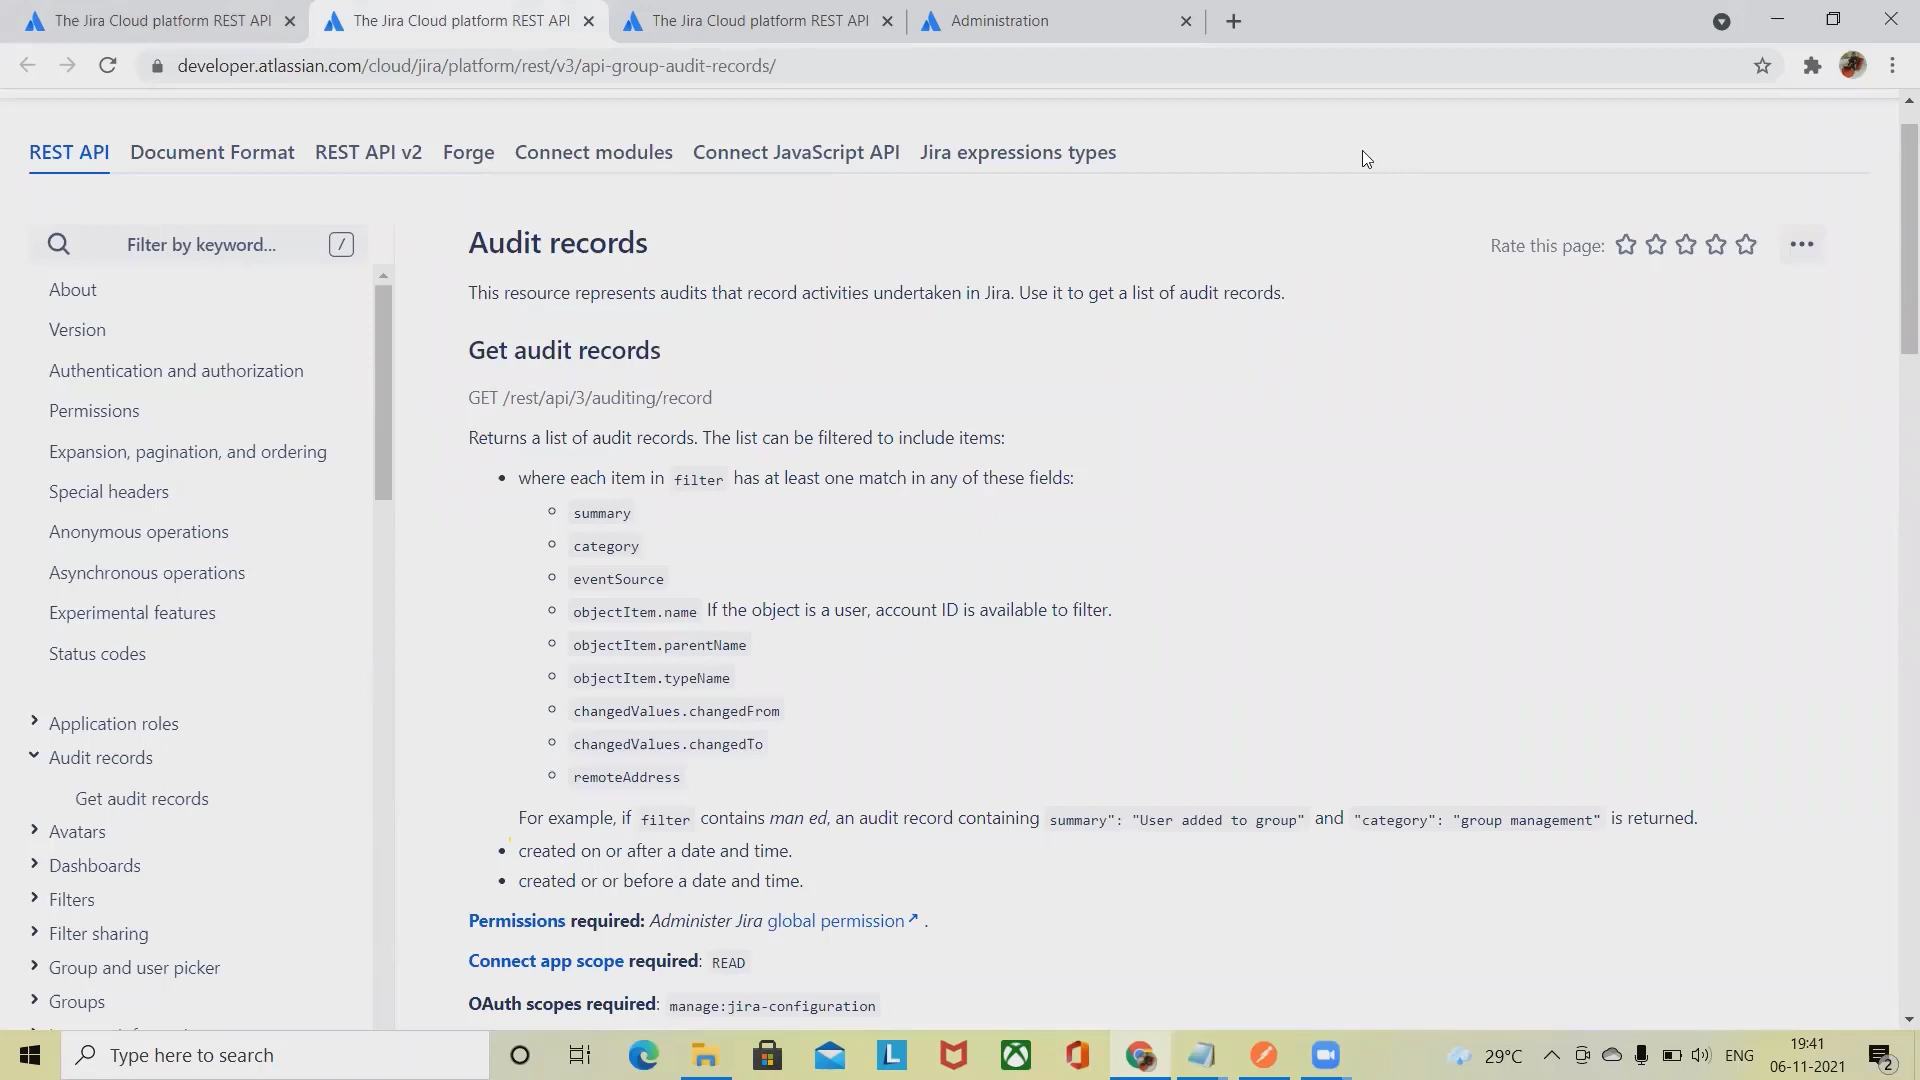 The Jira Cloud platform REST API
The Jira Cloud platform REST API
The Jira Cloud platform REST API
Administration
developer.atlassian.com/cloud/jira/platform/rest/v3/api-group-audit-records/
REST API Document Format REST API v2 Forge Connect modules Connect JavaScript API Jira expressions types
Filter by keyword... /
About
Version
Authentication and authorization
Permissions
Expansion, pagination, and ordering
Special headers
Anonymous operations
Asynchronous operations
Experimental features
Status codes
Application roles
Audit records
Get audit records
Avatars
Dashboards
Filters
Filter sharing
Group and user picker
Groups
Audit records
Rate this page:
This resource represents audits that record activities undertaken in Jira. Use it to get a list of audit records.
Get audit records
GET /rest/api/3/auditing/record
Returns a list of audit records. The list can be filtered to include items:
• where each item in filter has at least one match in any of these fields:
summary
category
eventSource
objectItem.name If the object is a user, account ID is available to filter.
objectItem.parentName
objectItem.typeName
changedValues.changedFrom
changedValues.changedTo
remoteAddress
For example, if filter contains man ed, an audit record containing summary": "User added to group" and "category": "group management" is returned.
• created on or after a date and time.
• created or or before a date and time.
Permissions required: Administer Jira global permission .
Connect app scope required: READ
OAuth scopes required: manage:jira-configuration
Type here to search
29°C
ENG
19:41
06-11-2021
2